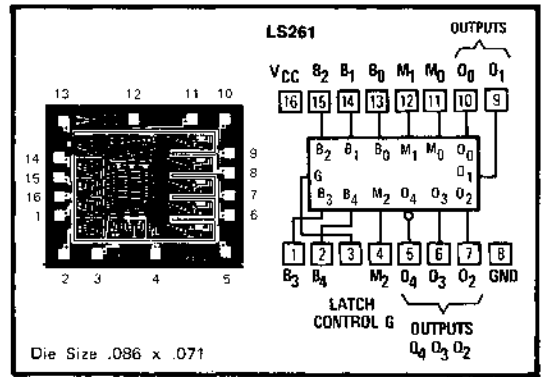 LS261
OUTPUTS
VCC B2 B1 B0 M1 M0 O0 O1
16 15 14 13 12 11 10 9
B2 B1 B0 M1 M0 O0
G O1
B3 B4 M2 O4 O3 O2
1 2 3 4 5 6 7 8
B3 B4 M2 O4 O3 O2 GND
LATCH
CONTROL G
OUTPUTS
O4 O3 O2
13 12 11 10
14 9
15 8
16 7
1 6
2 3 4 5
Die Size .086 x .071